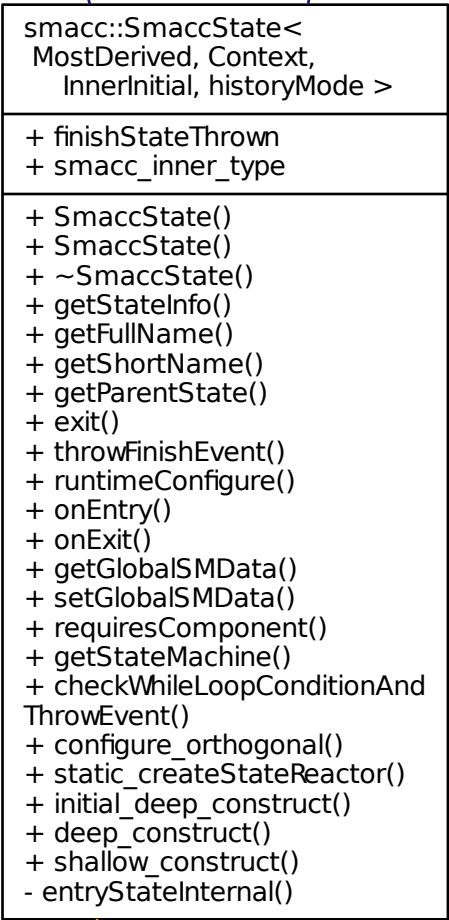 smacc::SmaccState<
MostDerived, Context,
InnerInitial, historyMode >
+ finishStateThrown
+ smacc_inner_type
+ SmaccState()
+ SmaccState()
+ ~SmaccState()
+ getStateInfo()
+ getFullName()
+ getShortName()
+ getParentState()
+ exit()
+ throwFinishEvent()
+ runtimeConfigure()
+ onEntry()
+ onExit()
+ getGlobalSMData()
+ setGlobalSMData()
+ requiresComponent()
+ getStateMachine()
+ checkWhileLoopConditionAnd
ThrowEvent()
+ configure_orthogonal()
+ static_createStateReactor()
+ initial_deep_construct()
+ deep_construct()
+ shallow_construct()
- entryStateInternal()